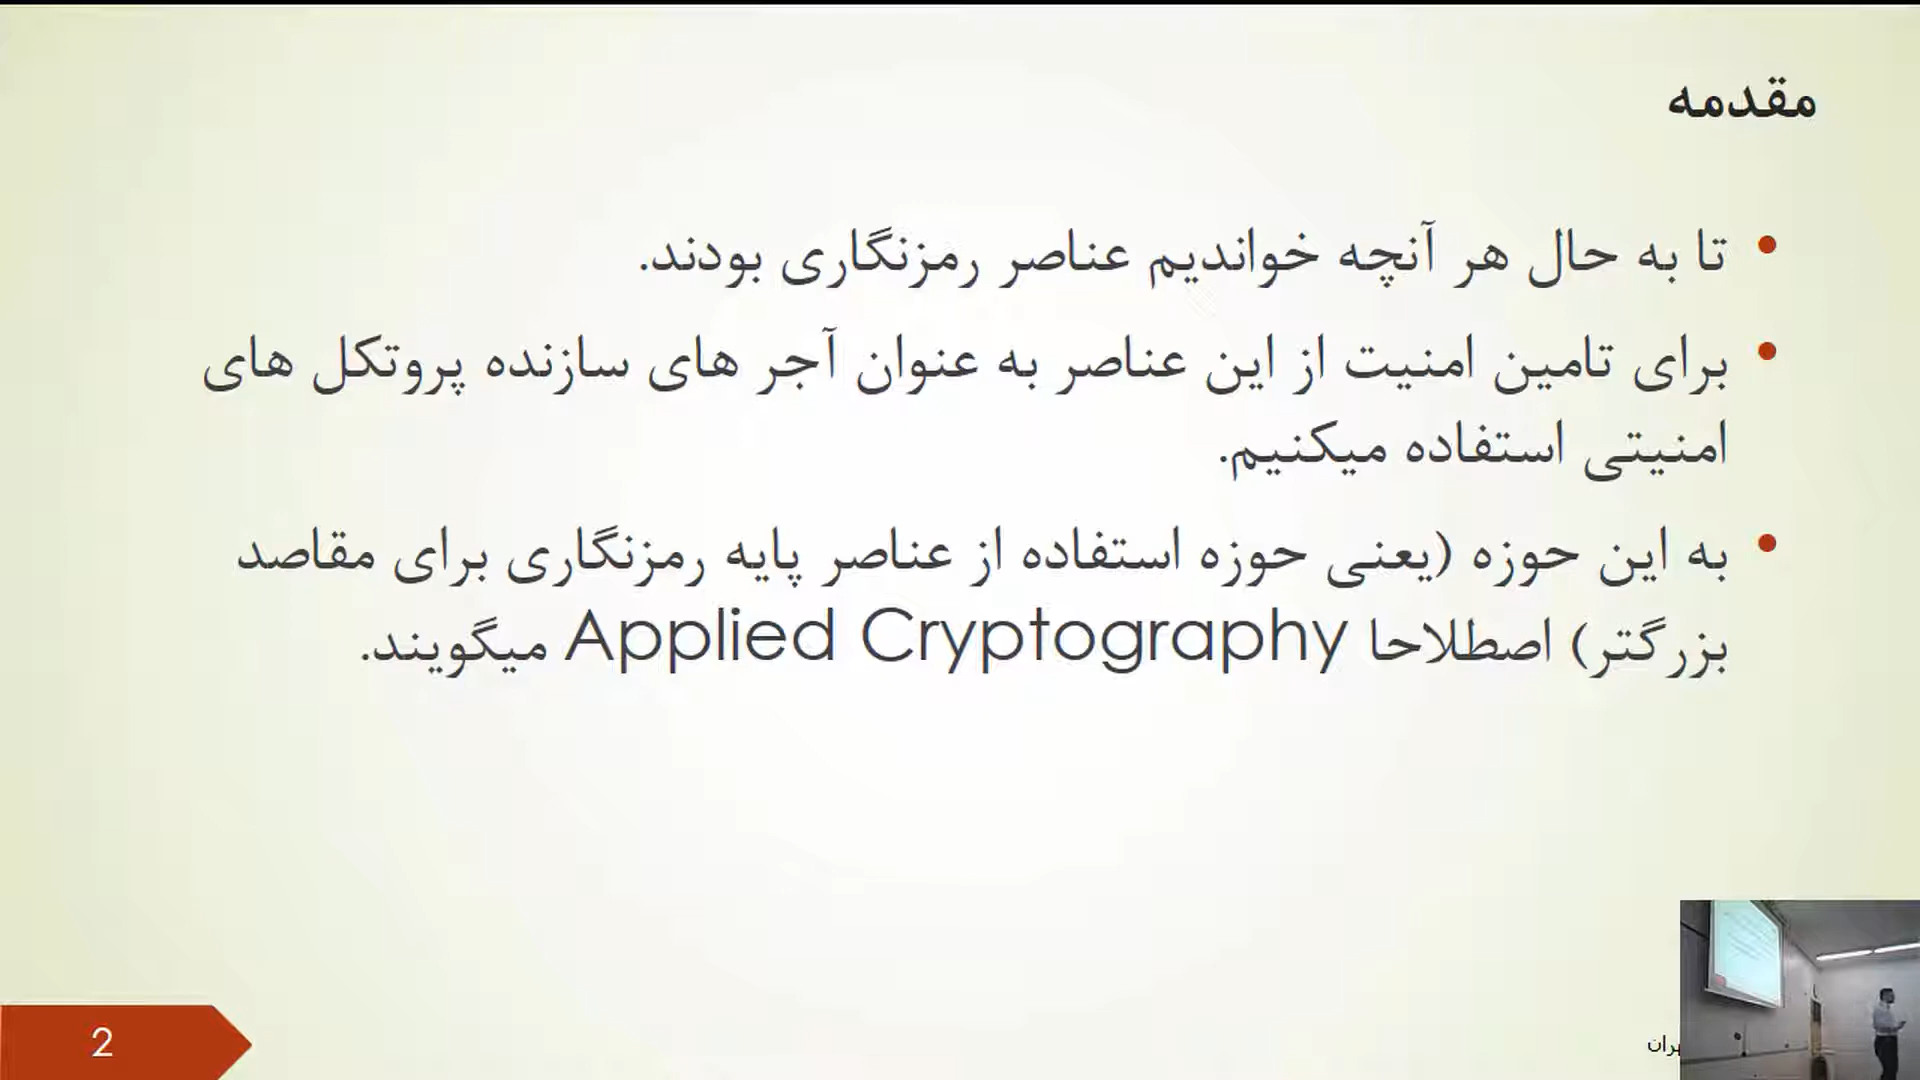 مقدمه
تا به حال هر آنچه خواندیم عناصر رمزنگاری بودند.
برای تامین امنیت از این عناصر به عنوان آجر های سازنده پروتکل های
امنیتی استفاده میکنیم.
به این حوزه (یعنی حوزه استفاده از عناصر پایه رمزنگاری برای مقاصد
بزرگتر) اصطلاحا Applied Cryptography میگویند.
2